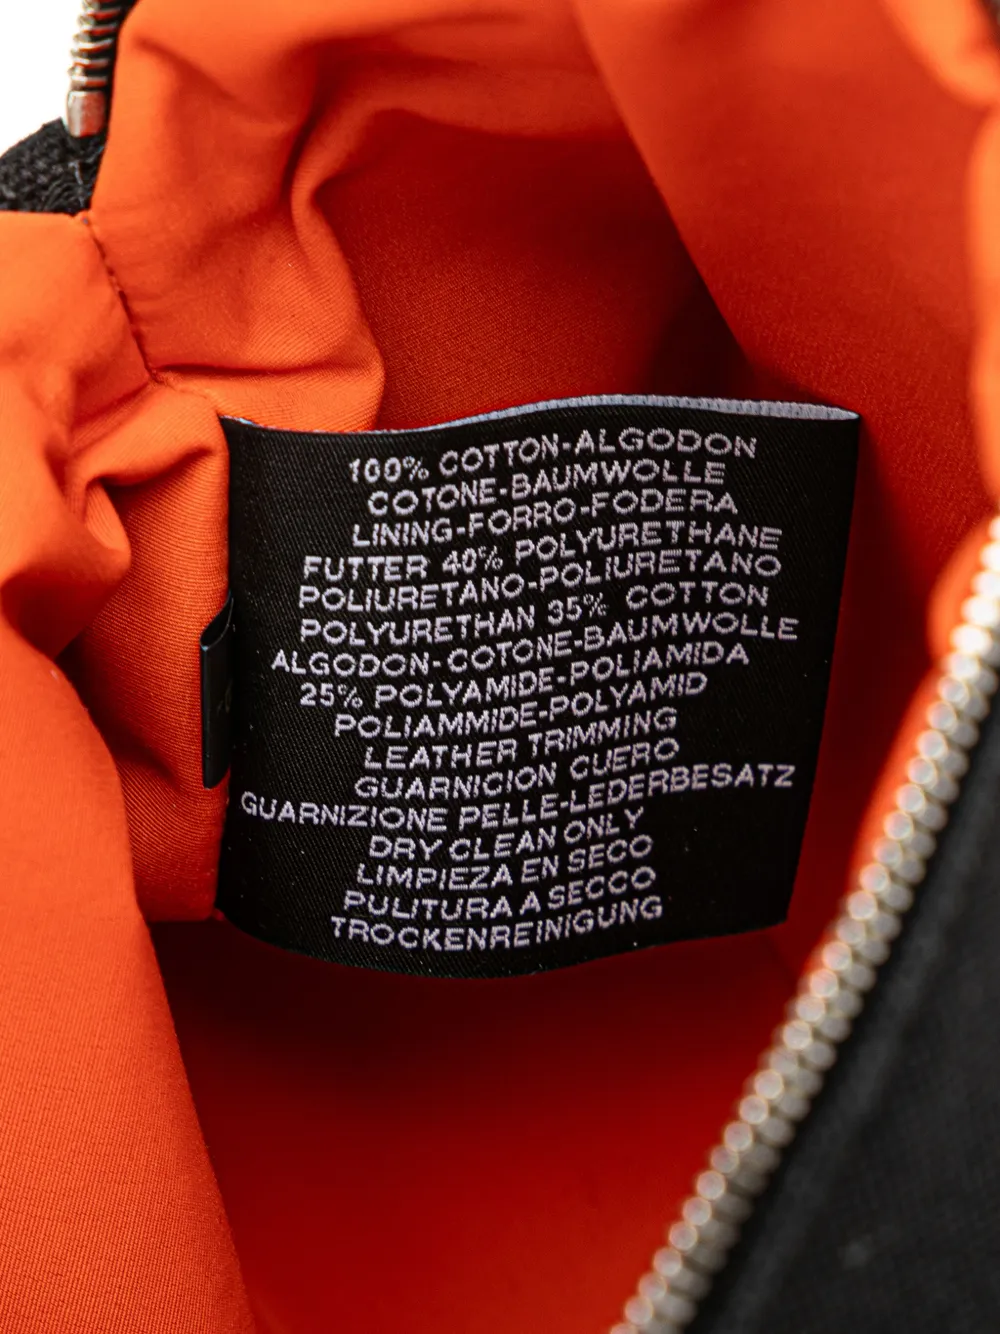 100% COTTON-ALGODON
COTONE-BAUMWOLLE
LINING-FORRO-FODERA
FUTTER 40% POLYURETHANE
POLIURETANO-POLIURETANO
POLYURETHAN 35% COTTON
ALGODON-COTONE-BAUMWOLLE
25% POLYAMIDE-POLIAMIDA
POLIAMMIDE-POLYAMID
LEATHER TRIMMING
GUARNICION CUERO
GUARNIZIONE PELLE-LEDERBESATZ
DRY CLEAN ONLY
LIMPIEZA EN SECO
PULITURA A SECCO
TROCKENREINIGUNG